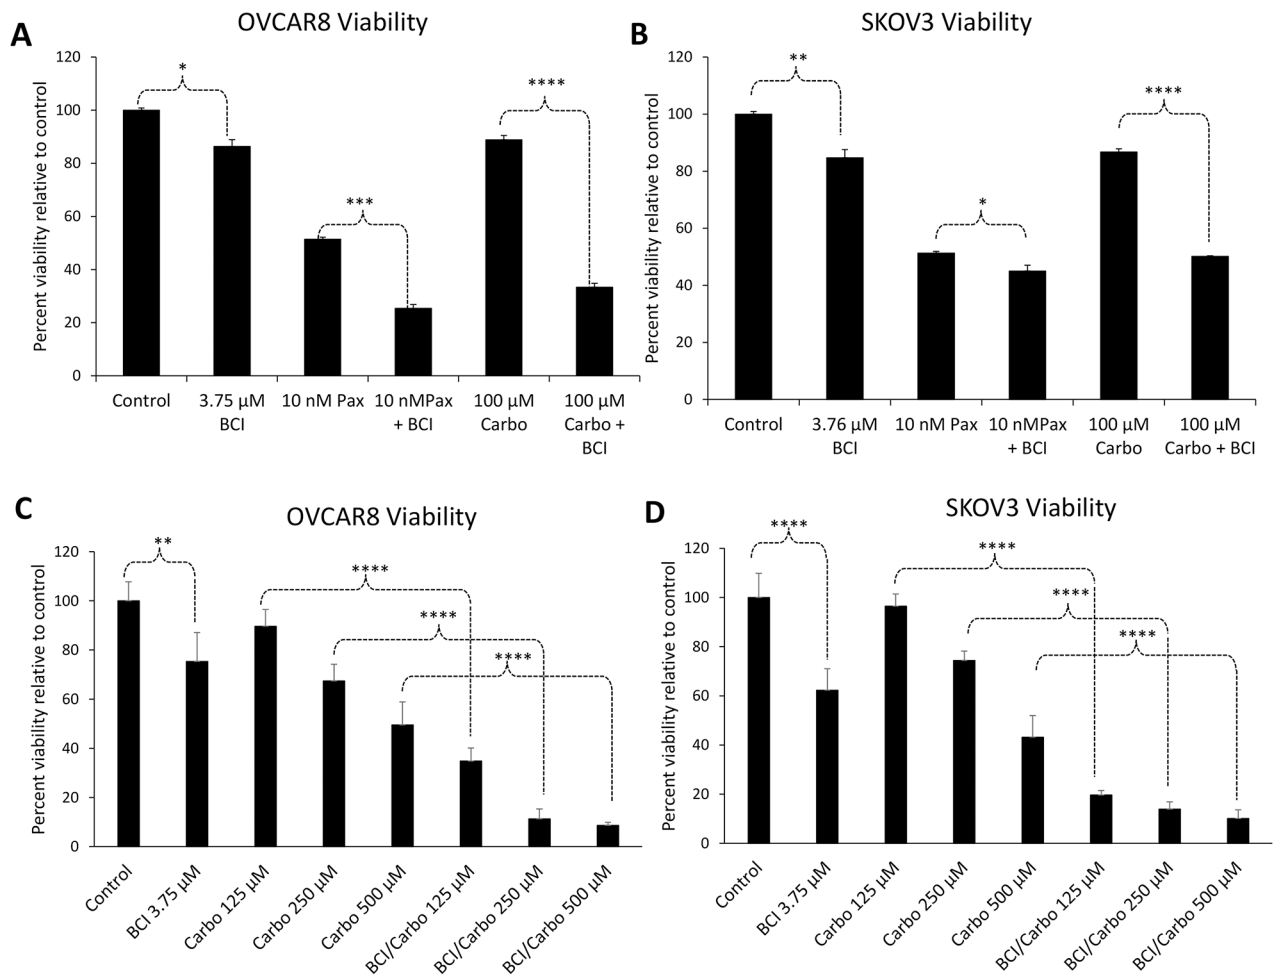 A
OVCAR8 Viability
Percent viability relative to control
120
100
80
60
40
20
0
*
***
****
Control
3.75 µM
BCI
10 nM Pax
10 nMPax
+ BCI
100 µM
Carbo
100 µM
Carbo +
BCI
B
SKOV3 Viability
Percent viability relative to control
120
100
80
60
40
20
0
**
*
****
Control
3.76 µM
BCI
10 nM Pax
10 nMPax
+ BCI
100 µM
Carbo
100 µM
Carbo + BCI
C
OVCAR8 Viability
Percent viability relative to control
120
100
80
60
40
20
0
**
****
****
****
Control
BCI 3.75 µM
Carbo 125 µM
Carbo 250 µM
Carbo 500 µM
BCI/Carbo 125 µM
BCI/Carbo 250 µM
BCI/Carbo 500 µM
D
SKOV3 Viability
Percent viability relative to control
120
100
80
60
40
20
0
****
****
****
****
Control
BCI 3.75 µM
Carbo 125 µM
Carbo 250 µM
Carbo 500 µM
BCI/Carbo 125 µM
BCI/Carbo 250 µM
BCI/Carbo 500 µM